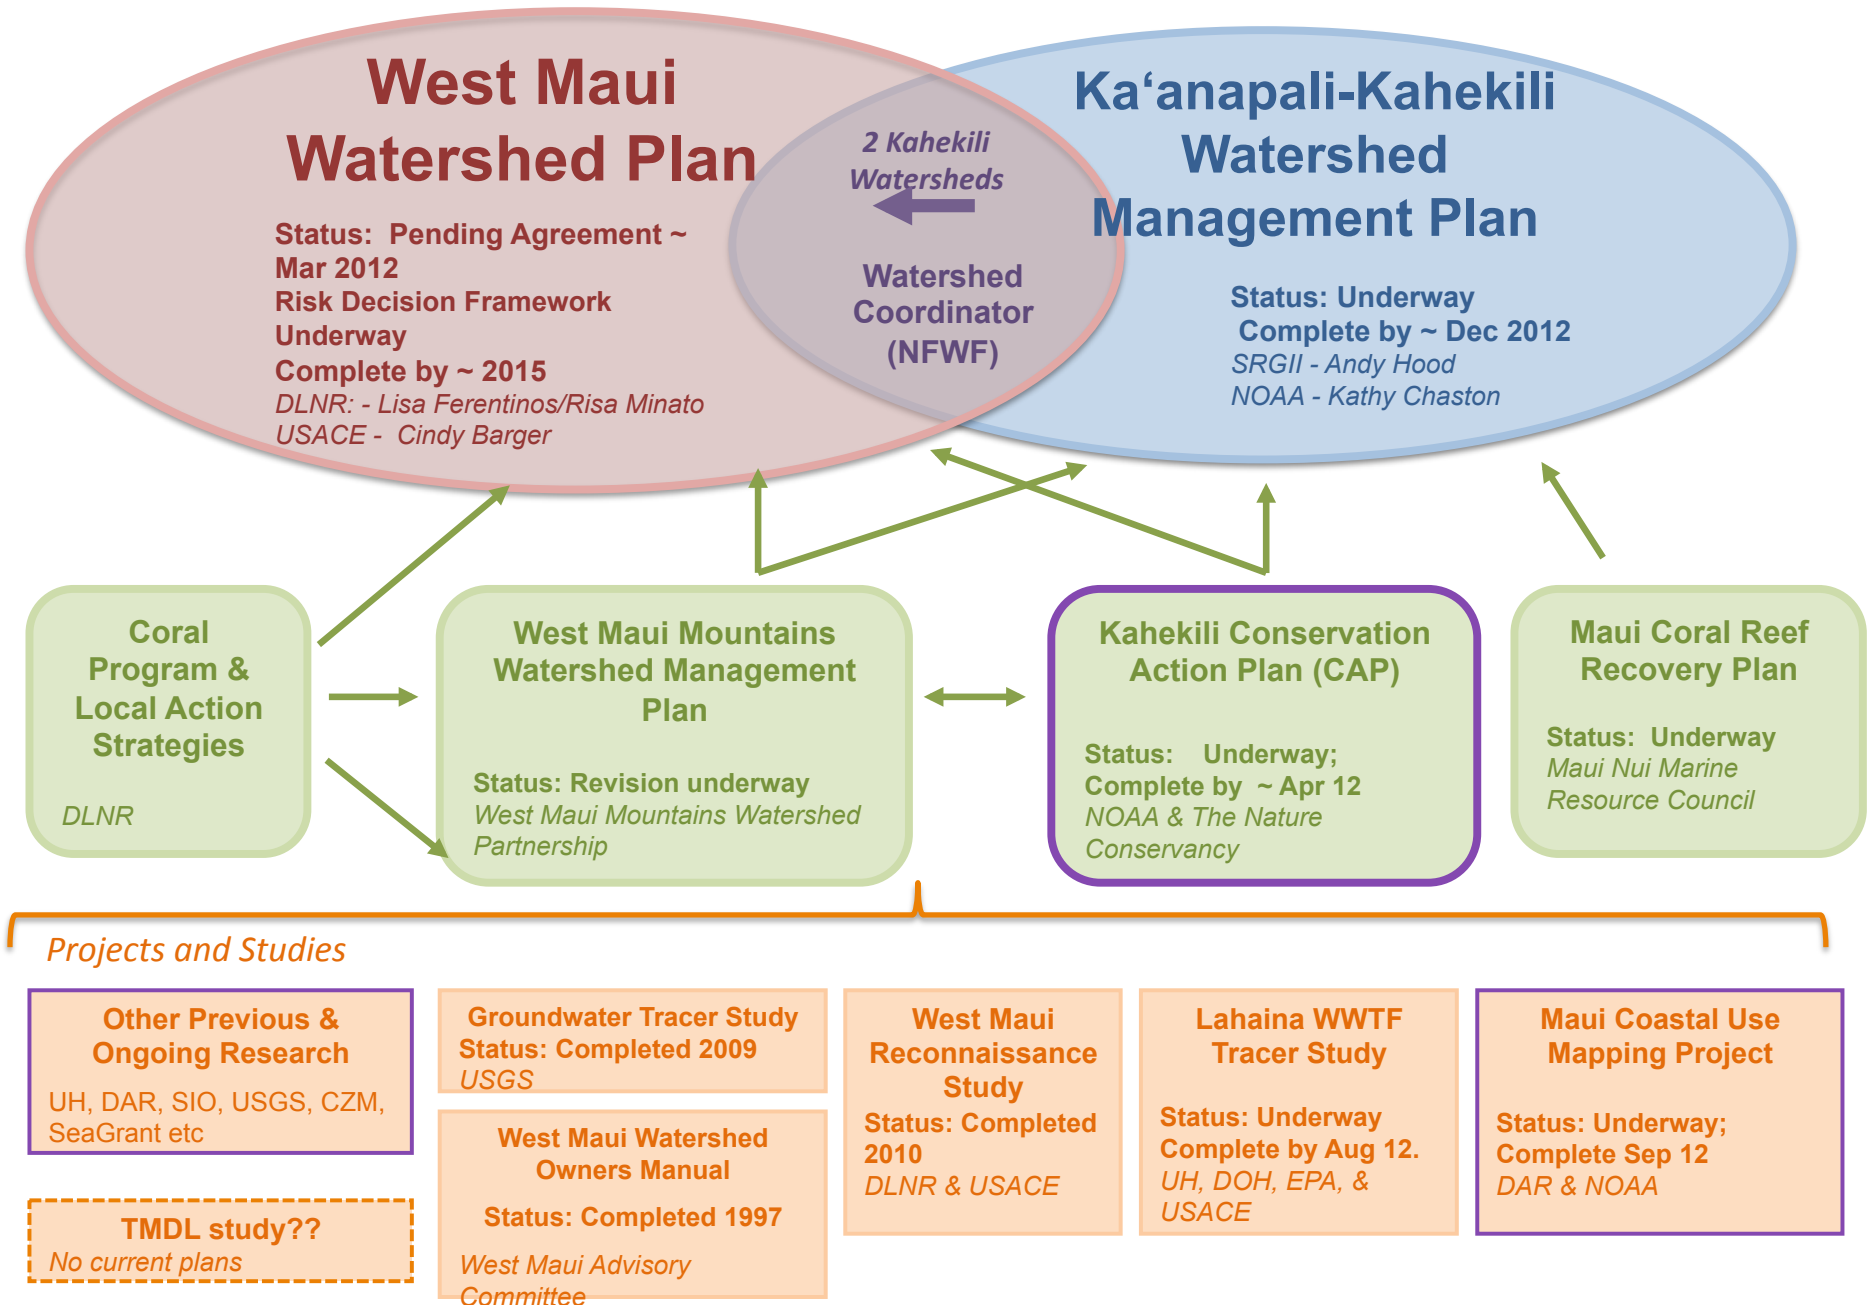 West Maui
Watershed Plan
Status:  Pending Agreement ~
Mar 2012
Risk Decision Framework
Underway
Complete by ~ 2015
DLNR: - Lisa Ferentinos/Risa Minato
USACE -  Cindy Barger
2 Kahekili
Watersheds
Watershed
Coordinator
(NFWF)
Ka‘anapali-Kahekili
Watershed
Management Plan
Status: Underway
Complete by ~ Dec 2012
SRGII - Andy Hood
NOAA - Kathy Chaston
Coral
Program &
Local Action
Strategies
DLNR
West Maui Mountains
Watershed Management
Plan
Status: Revision underway
West Maui Mountains Watershed
Partnership
Kahekili Conservation
Action Plan (CAP)
Status:    Underway;
Complete by  ~ Apr 12
NOAA & The Nature
Conservancy
Maui Coral Reef
Recovery Plan
Status:  Underway
Maui Nui Marine
Resource Council
Projects and Studies
Other Previous &
Ongoing Research
UH, DAR, SIO, USGS, CZM,
SeaGrant etc
TMDL study??
No current plans
Groundwater Tracer Study
Status: Completed 2009
USGS
West Maui Watershed
Owners Manual
Status: Completed 1997
West Maui Advisory
Committee
West Maui
Reconnaissance
Study
Status: Completed
2010
DLNR & USACE
Lahaina WWTF
Tracer Study
Status: Underway
Complete by Aug 12.
UH, DOH, EPA, &
USACE
Maui Coastal Use
Mapping Project
Status: Underway;
Complete Sep 12
DAR & NOAA